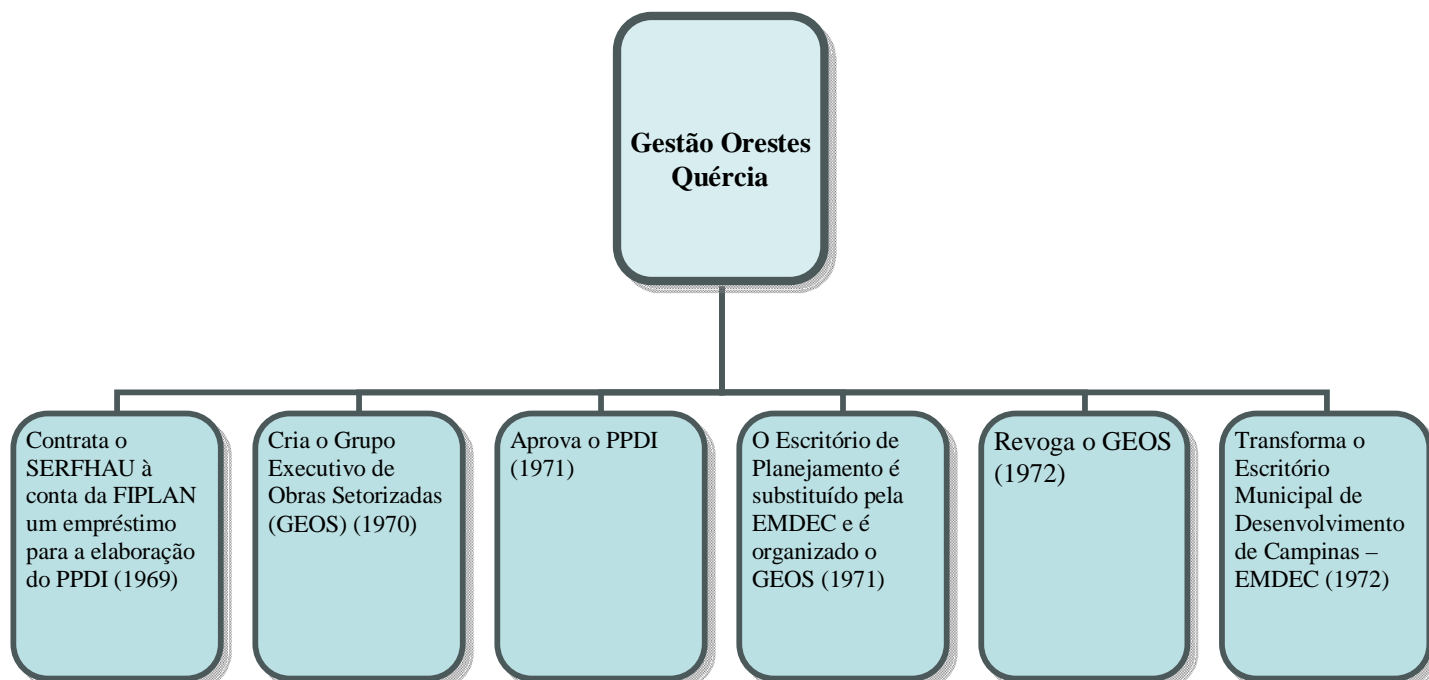 Gestão Orestes
Quércia
Contrata o
SERFHAU à
conta da FIPLAN
um empréstimo
para a elaboração
do PPDI (1969)
Cria o Grupo
Executivo de
Obras Setorizadas
(GEOS) (1970)
Aprova o PPDI
(1971)
O Escritório de
Planejamento é
substituído pela
EMDEC e é
organizado o
GEOS (1971)
Revoga o GEOS
(1972)
Transforma o
Escritório
Municipal de
Desenvolvimento
de Campinas –
EMDEC (1972)